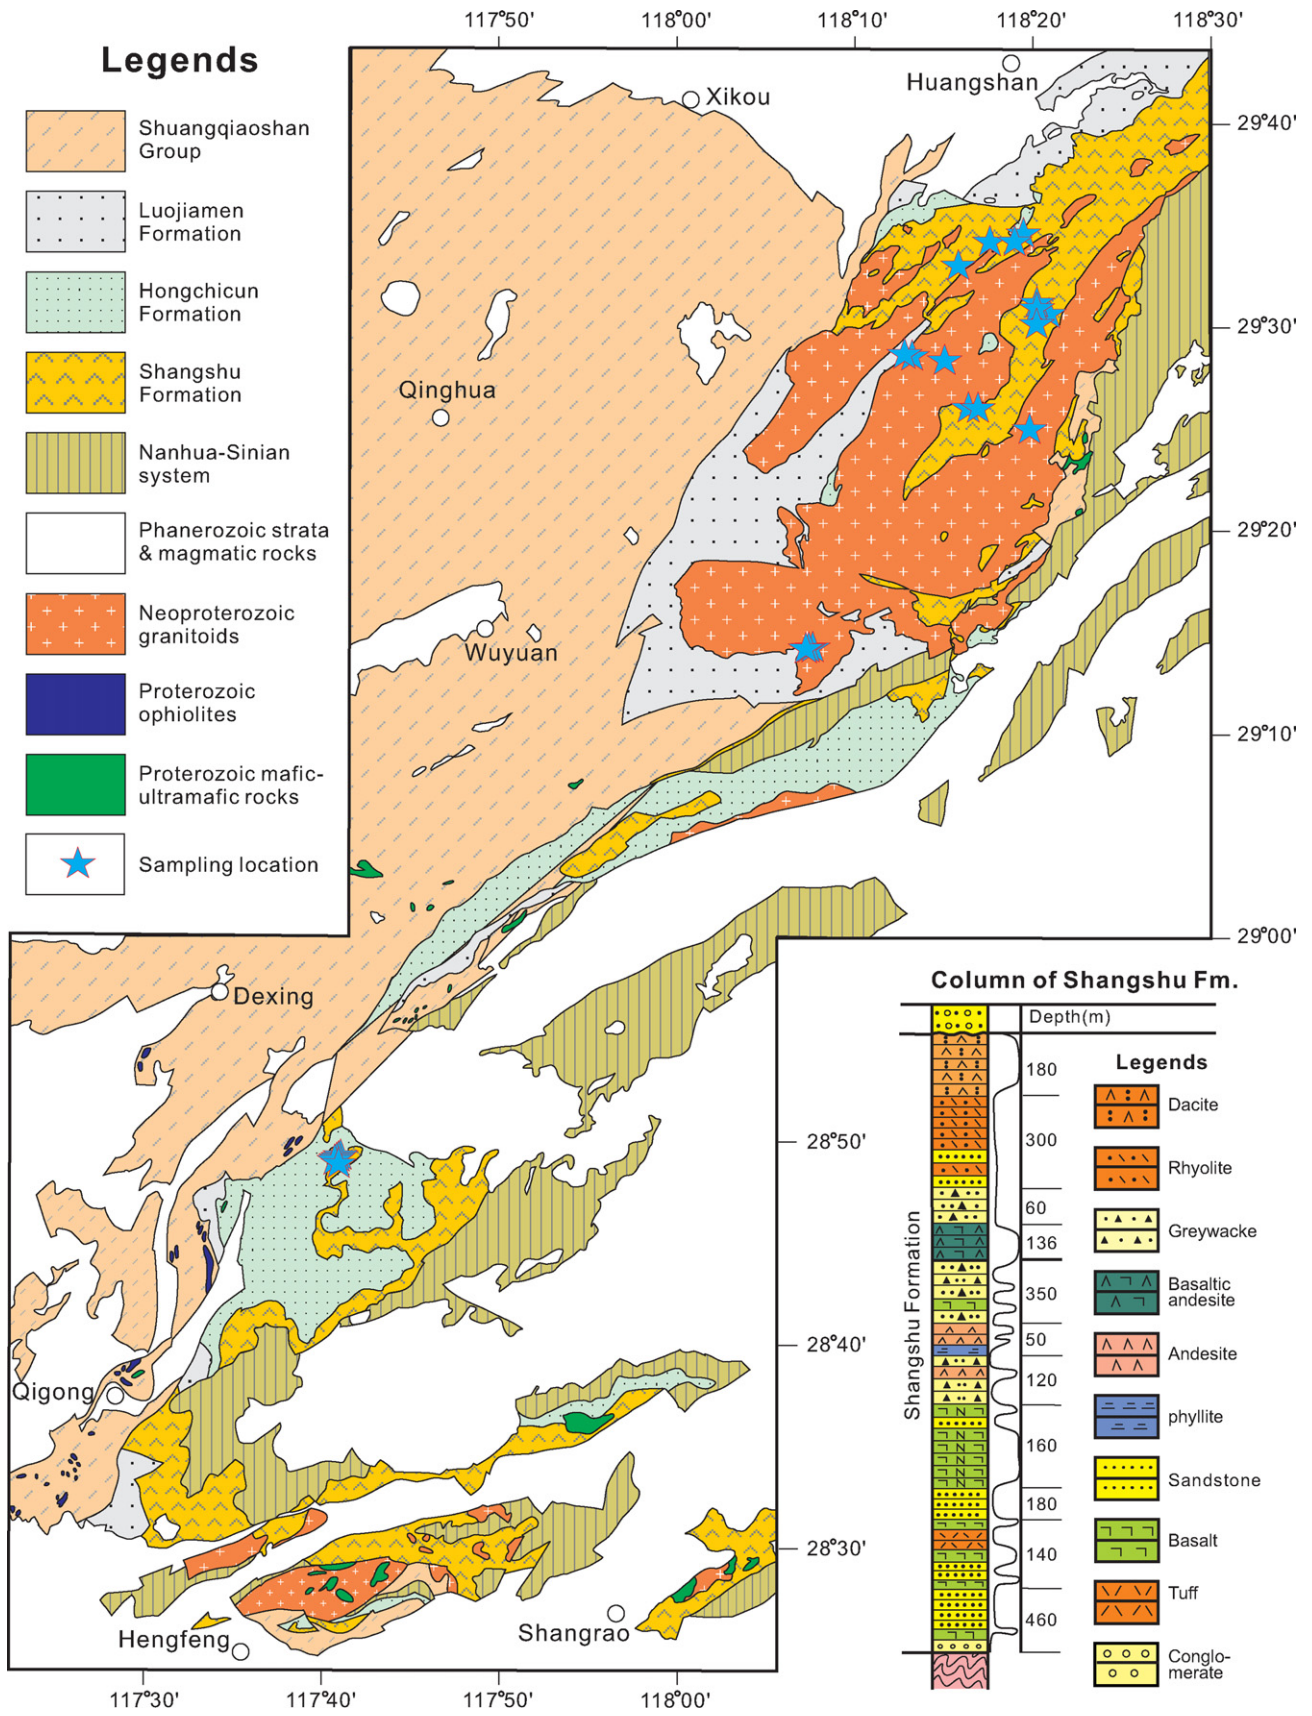 117°50'
118°00'
118°10'
118°20'
118°30'
Legends
Shuangqiaoshan
Group
Luojiamen
Formation
Hongchicun
Formation
Shangshu
Formation
Nanhua-Sinian
system
Phanerozoic strata
& magmatic rocks
Neoproterozoic
granitoids
Proterozoic
ophiolites
Proterozoic mafic-
ultramafic rocks
Sampling location
Xikou
Huangshan
Qinghua
Wuyuan
Dexing
Qigong
Hengfeng
Shangrao
29°40'
29°30'
29°20'
29°10'
29°00'
28°50'
28°40'
28°30'
117°30'
117°40'
117°50'
118°00'
Column of Shangshu Fm.
Depth(m)
Shangshu Formation
180
300
60
136
350
50
120
160
180
140
460
N
N
N
N
N
Legends
Dacite
Rhyolite
Greywacke
Basaltic
andesite
Andesite
phyllite
Sandstone
Basalt
Tuff
Conglo-
merate